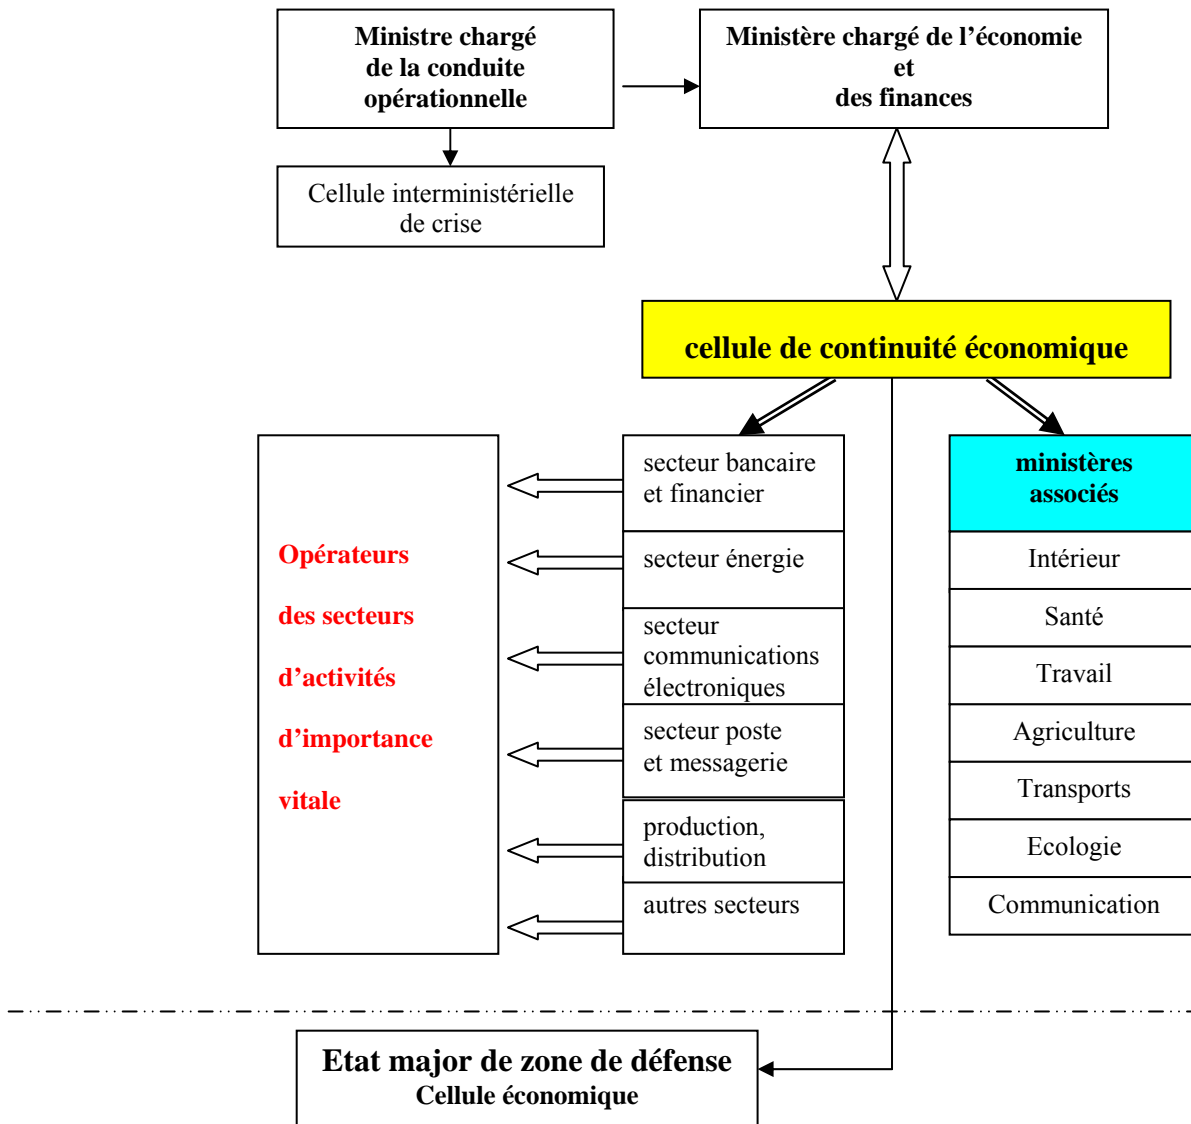 Ministre chargé
de la conduite
opérationnelle
Ministère chargé de l’économie
et
des finances
Cellule interministérielle
de crise
cellule de continuité économique
Opérateurs
des secteurs
d’activités
d’importance
vitale
secteur bancaire
et financier
secteur énergie
secteur
communications
électroniques
secteur poste
et messagerie
production,
distribution
autres secteurs
ministères
associés
Intérieur
Santé
Travail
Agriculture
Transports
Ecologie
Communication
Etat major de zone de défense
Cellule économique